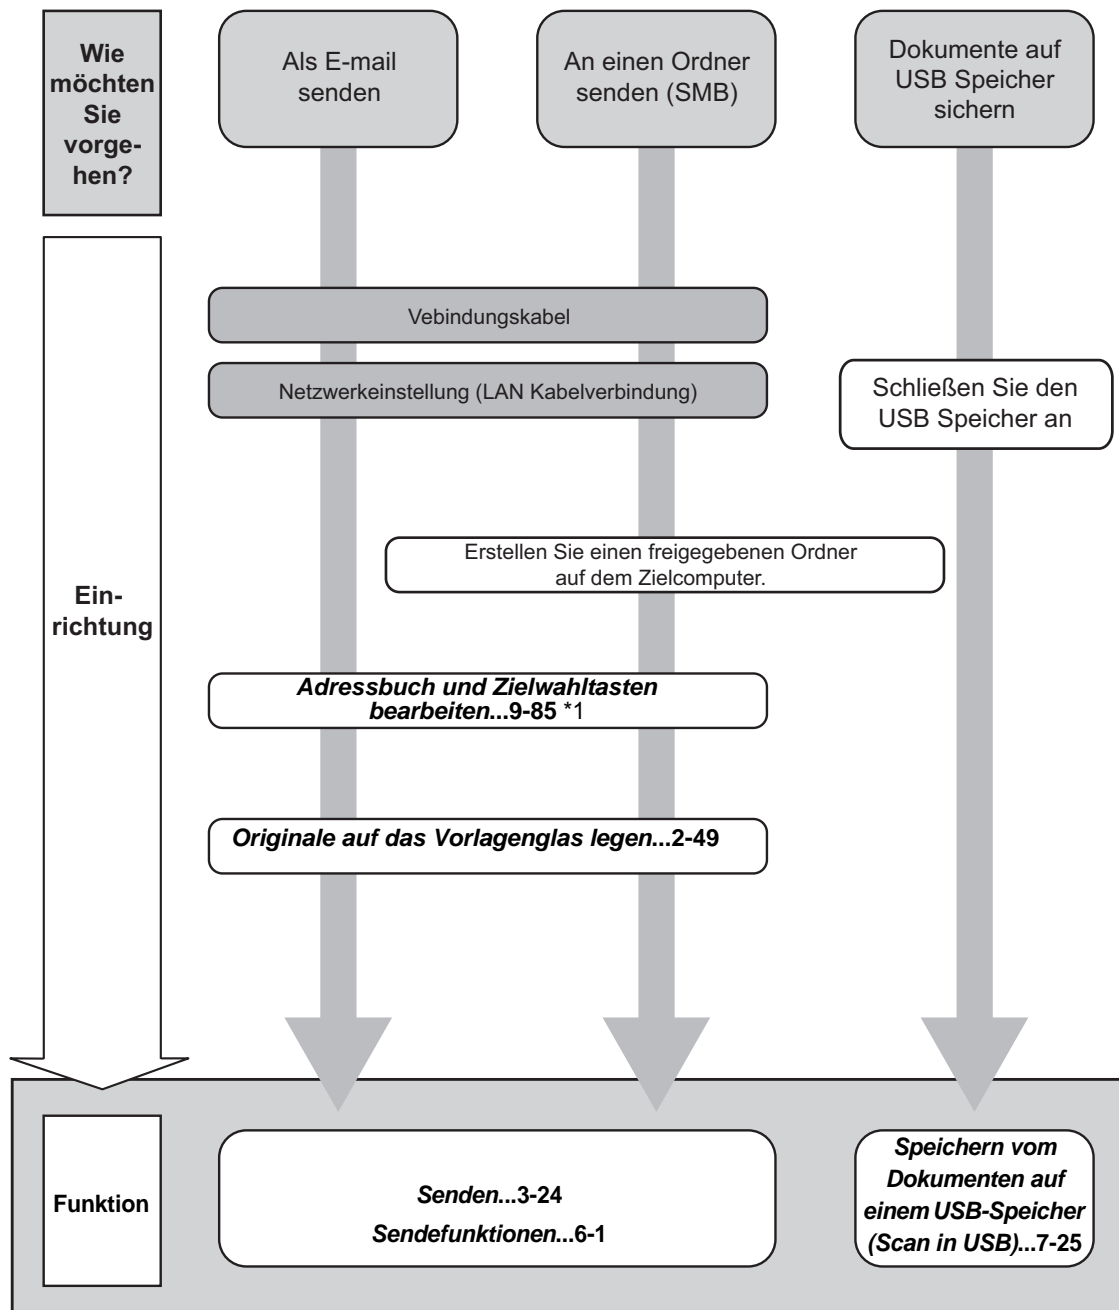 Wie
möchten
Sie
vorge-
hen?
Als E-mail
senden
An einen Ordner
senden (SMB)
Dokumente auf
USB Speicher
sichern
Vebindungskabel
Netzwerkeinstellung (LAN Kabelverbindung)
Schließen Sie den
USB Speicher an
Erstellen Sie einen freigegebenen Ordner
auf dem Zielcomputer.
Ein-
richtung
Adressbuch und Zielwahltasten
bearbeiten...9-85 *1
Originale auf das Vorlagenglas legen...2-49
Funktion
Senden...3-24
Sendefunktionen...6-1
Speichern vom
Dokumenten auf
einem USB-Speicher
(Scan in USB)...7-25